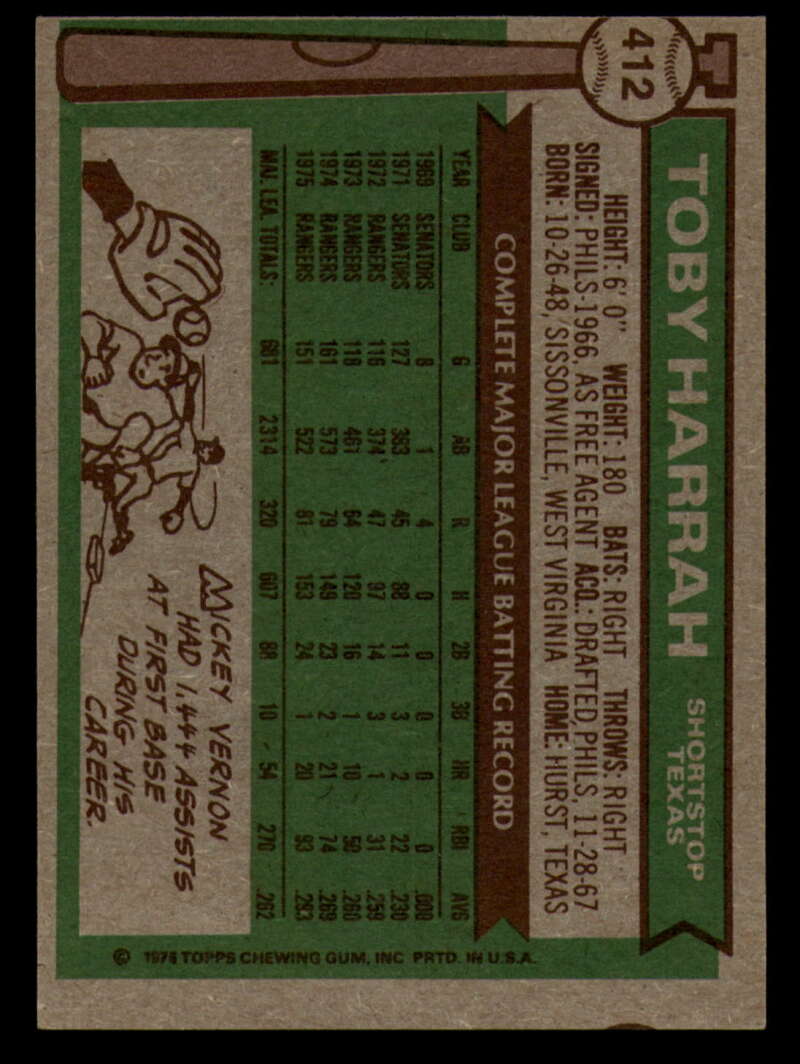 412
TOBY HARRAH
SHORTSTOP
TEXAS
HEIGHT: 6' 0" WEIGHT: 180 BATS: RIGHT THROWS: RIGHT
SIGNED: PHILS-1966, AS FREE AGENT ACQ.: DRAFTED, PHILS, 11-28-67
BORN: 10-26-48, SISSONVILLE, WEST VIRGINIA HOME: HURST, TEXAS
COMPLETE MAJOR LEAGUE BATTING RECORD
YEAR CLUB G AB R H 2B 3B HR RBI AVG
1969 SENATORS 8 1 4 0 0 0 0 0 .000
1971 SENATORS 127 383 45 88 11 3 2 22 .230
1972 RANGERS 116 374 47 97 14 3 1 31 .259
1973 RANGERS 118 461 64 120 16 1 10 50 .260
1974 RANGERS 161 573 79 149 23 2 21 74 .260
1975 RANGERS 151 522 81 153 24 1 20 93 .293
MAJ. LEA. TOTALS: 681 2314 320 607 88 10 54 270 .262
MICKEY VERNON
HAD 1,444 ASSISTS
AT FIRST BASE
DURING HIS
CAREER.
© 1976 TOPPS CHEWING GUM, INC PRTD. IN U.S.A.